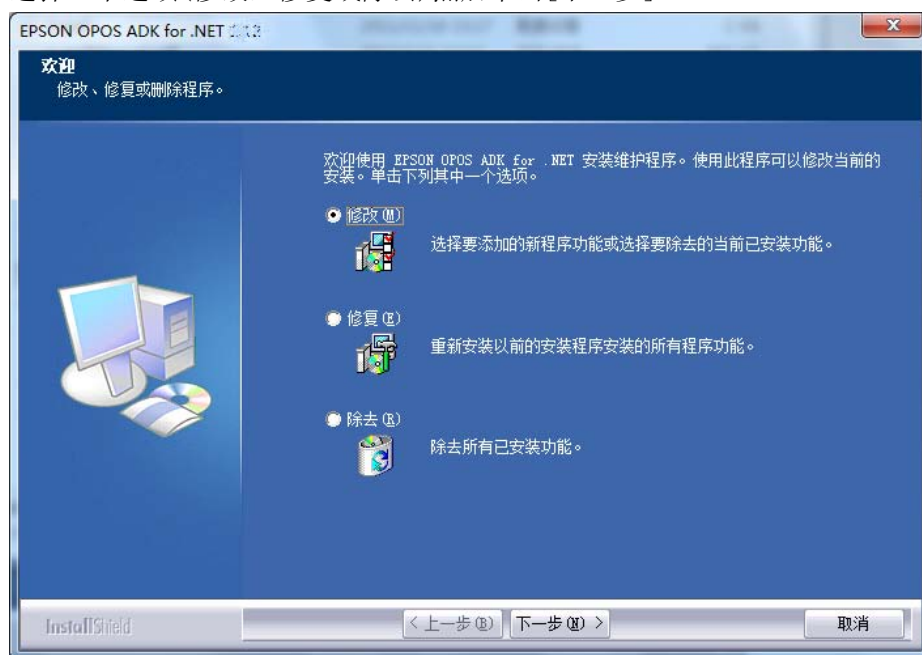 EPSON OPOS ADK for .NET
欢迎
修改、修复或删除程序。
欢迎使用 EPSON OPOS ADK for .NET 安装维护程序。使用此程序可以修改当前的
安装。单击下列其中一个选项。
修改(M)
选择要添加的新程序功能或选择要除去的当前已安装功能。
修复(E)
重新安装以前的安装程序安装的所有程序功能。
除去(R)
除去所有已安装功能。
InstallShield
< 上一步(B)
下一步(N) >
取消